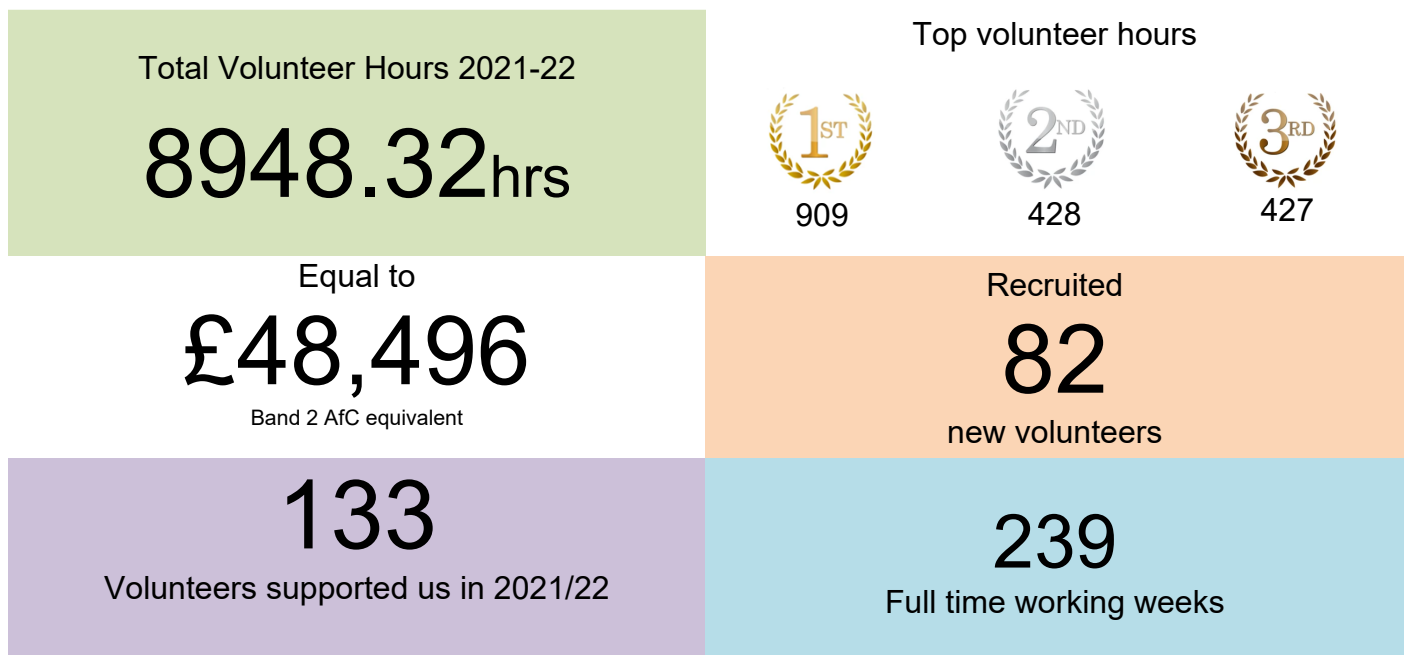 Total Volunteer Hours 2021-22
8948.32hrs
Top volunteer hours
1ST 2ND 3RD
909 428 427
Equal to
£48,496
Band 2 AfC equivalent
Recruited
82
new volunteers
133
Volunteers supported us in 2021/22
239
Full time working weeks